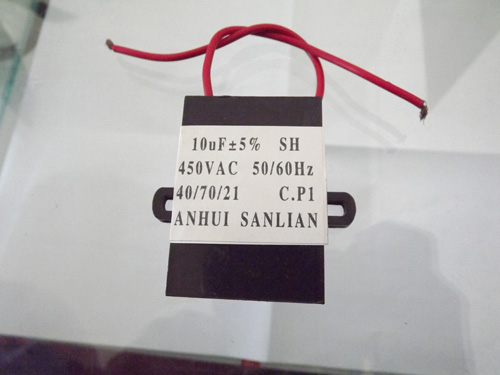 10uF±5% SH
450VAC 50/60Hz
40/70/21 C.P1
ANHUI SANLIAN